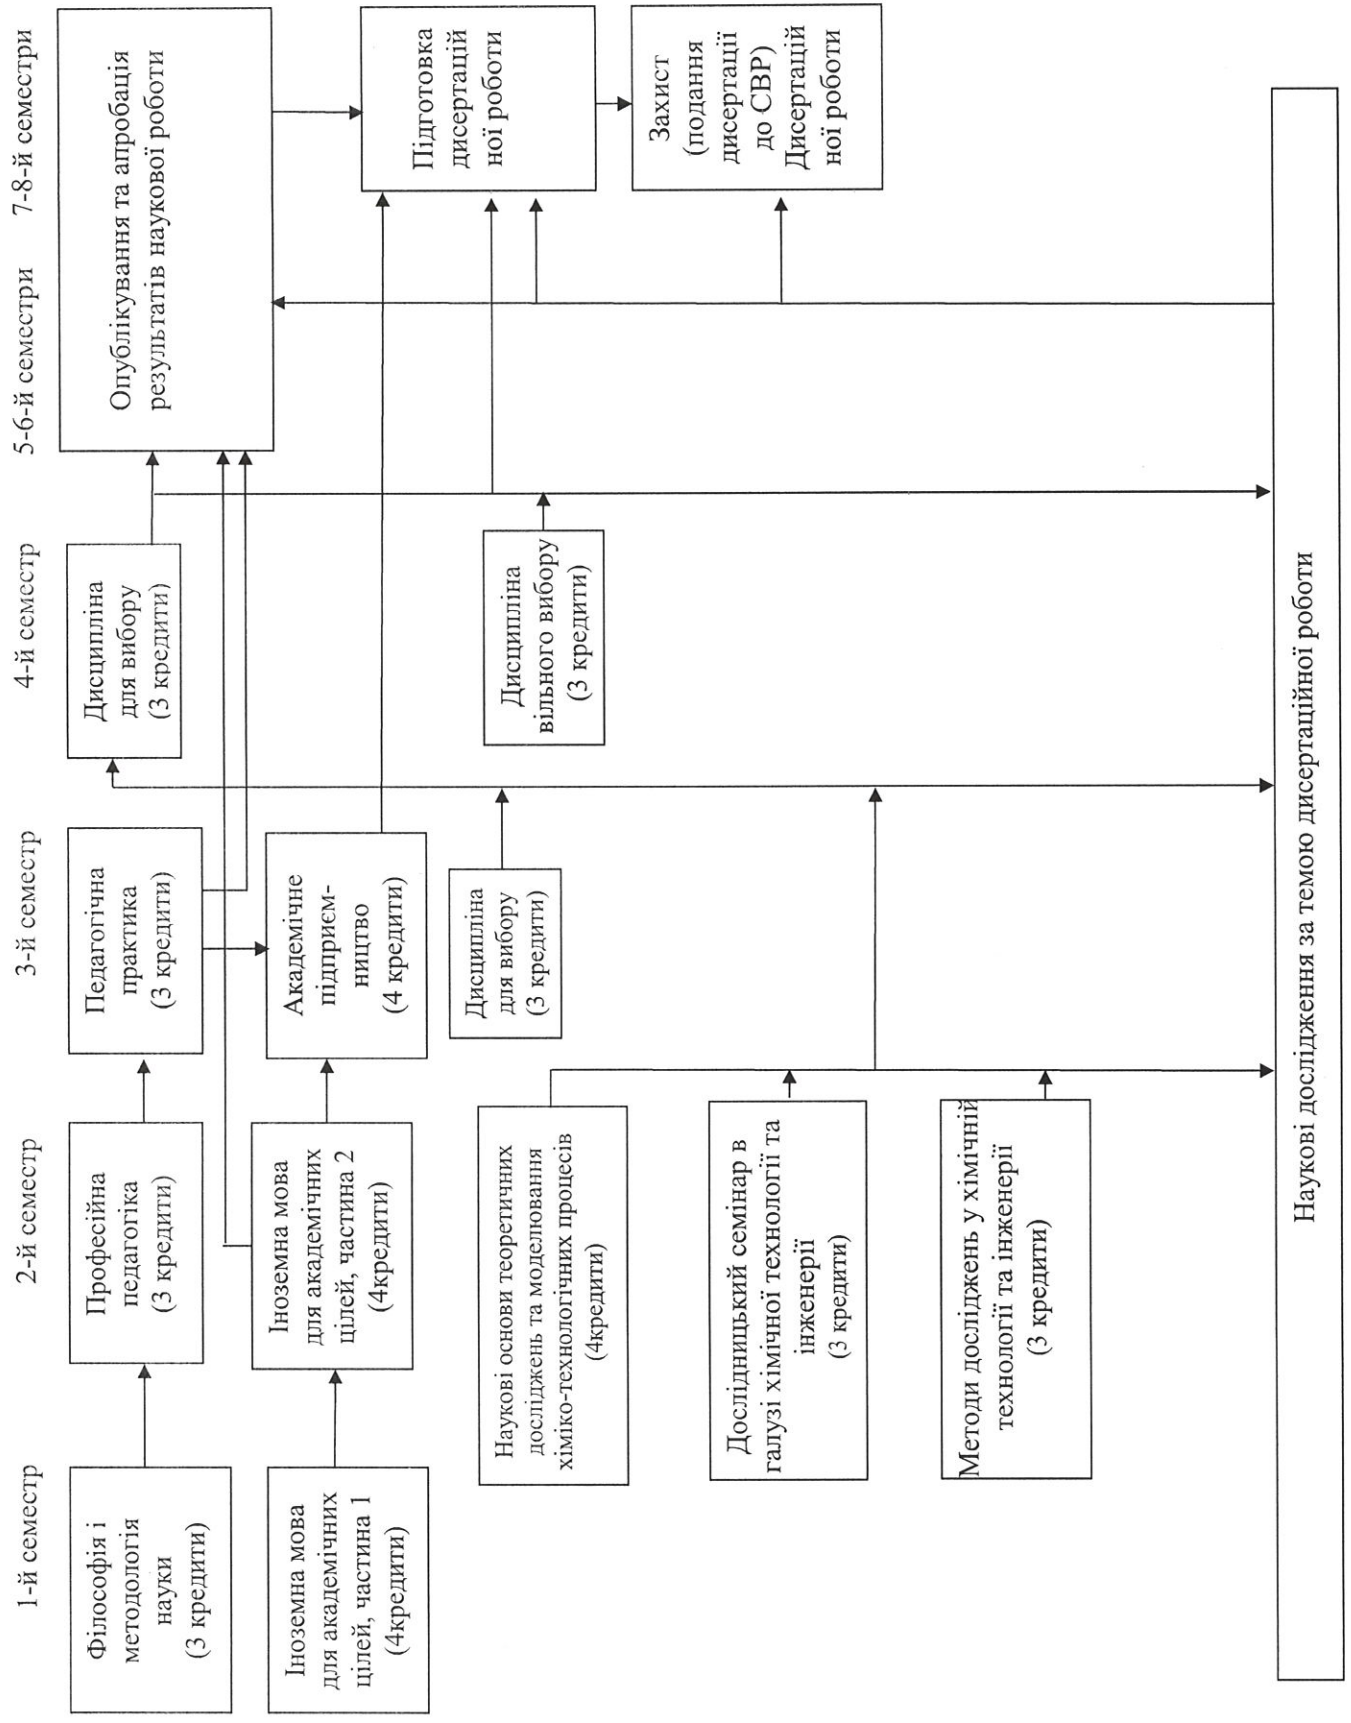 1-й семестр
2-й семестр
3-й семестр
4-й семестр
5-6-й семестри
7-8-й семестри
Філософія і
методологія
науки
(3 кредити)
Професійна
педагогіка
(3 кредити)
Педагогічна
практика
(3 кредити)
Дисципліна
для вибору
(3 кредити)
Опублікування та апробація
результатів наукової роботи
Іноземна мова
для академічних
цілей, частина 1
(4кредити)
Іноземна мова
для академічних
цілей, частина 2
(4кредити)
Академічне
підприєм-
ництво
(4 кредити)
Підготовка
дисертацій
ної роботи
Дисципліна
для вибору
(3 кредити)
Дисципліна
вільного вибору
(3 кредити)
Наукові основи теоретичних
досліджень та моделювання
хіміко-технологічних процесів
(4кредити)
Захист
(подання
дисертації
до СВР)
Дисертацій
ної роботи
Дослідницький семінар в
галузі хімічної технології та
інженерії
(3 кредити)
Методи досліджень у хімічній
технології та інженерії
(3 кредити)
Наукові дослідження за темою дисертаційної роботи